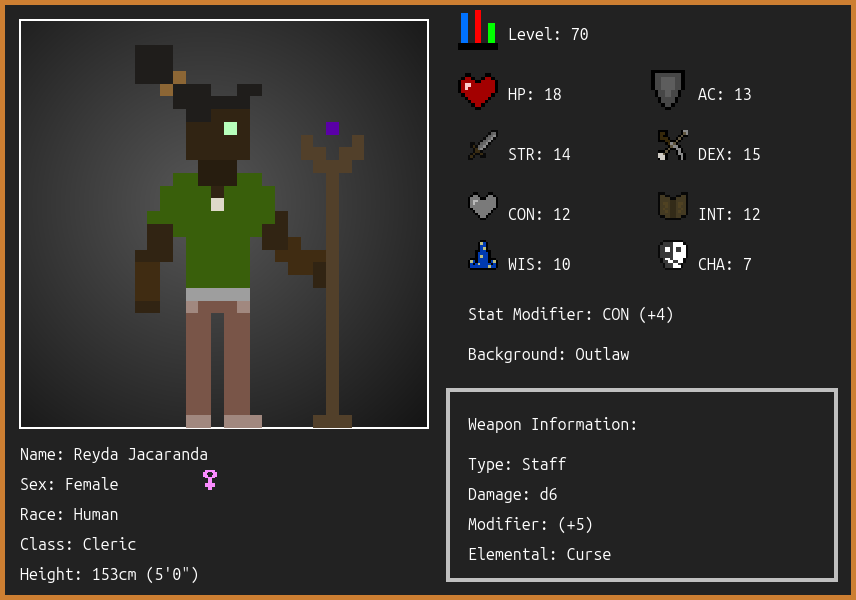 Level: 70
HP: 18
AC: 13
STR: 14
DEX: 15
CON: 12
INT: 12
WIS: 10
CHA: 7
Stat Modifier: CON (+4)
Background: Outlaw
Weapon Information:
Type: Staff
Damage: d6
Modifier: (+5)
Elemental: Curse
Name: Reyda Jacaranda
Sex: Female
Race: Human
Class: Cleric
Height: 153cm (5'0")